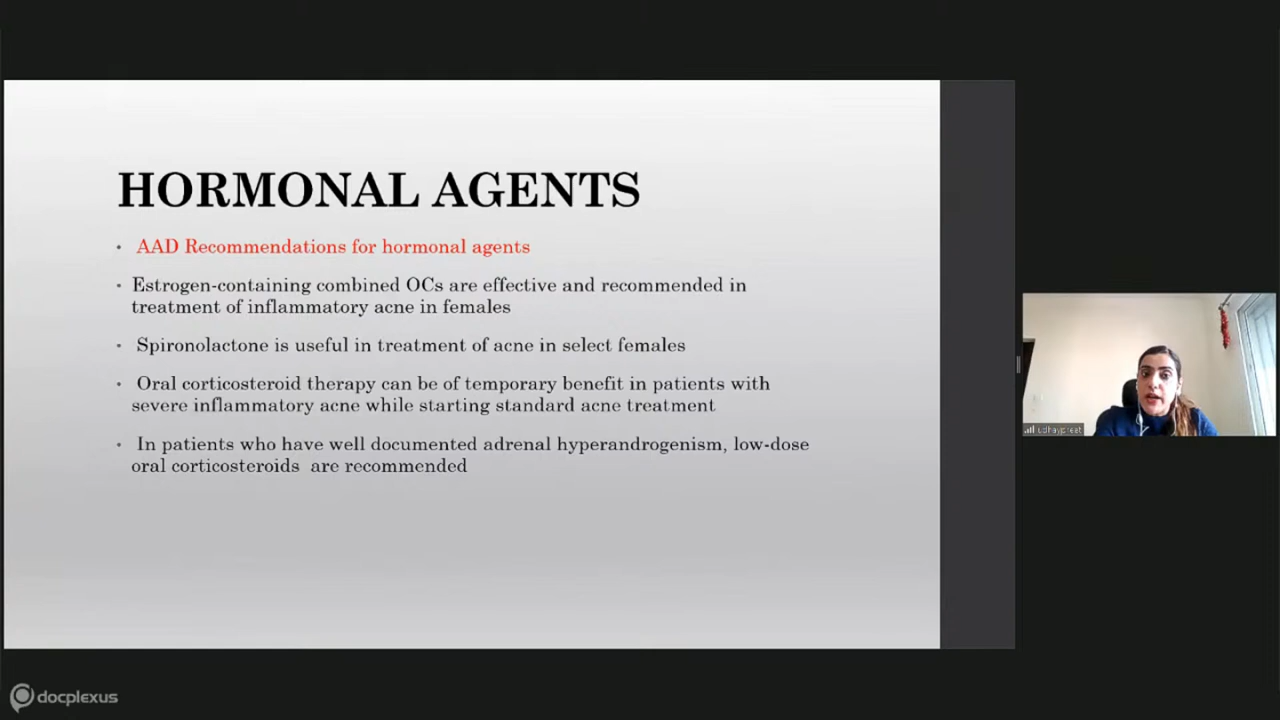 HORMONAL AGENTS
• AAD Recommendations for hormonal agents
• Estrogen-containing combined OCs are effective and recommended in
treatment of inflammatory acne in females
• Spironolactone is useful in treatment of acne in select females
• Oral corticosteroid therapy can be of temporary benefit in patients with
severe inflammatory acne while starting standard acne treatment
• In patients who have well documented adrenal hyperandrogenism, low-dose
oral corticosteroids are recommended
udhaypreet
docplexus